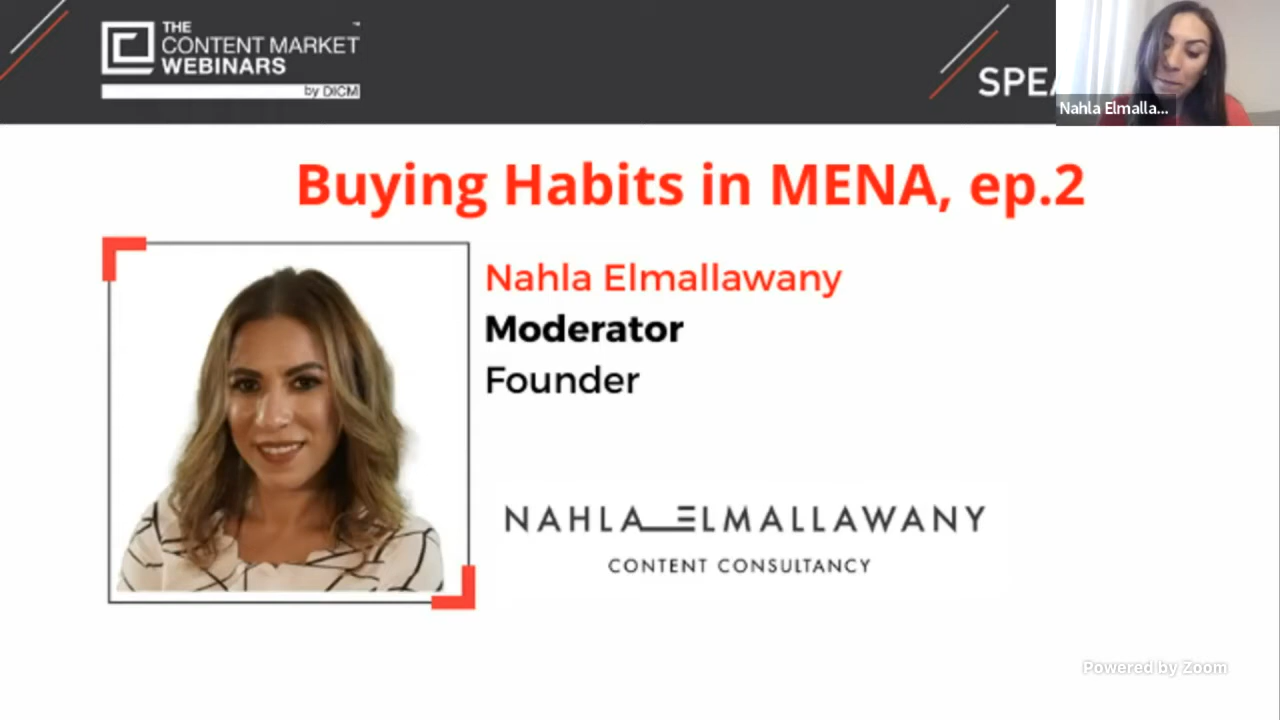 THE
CONTENT MARKET
WEBINARS
by DICM
™
SPEA
Nahla Elmalla...
Buying Habits in MENA, ep.2
Nahla Elmallawany
Moderator
Founder
NAHLA ELMALLAWANY
CONTENT CONSULTANCY
Powered by Zoom